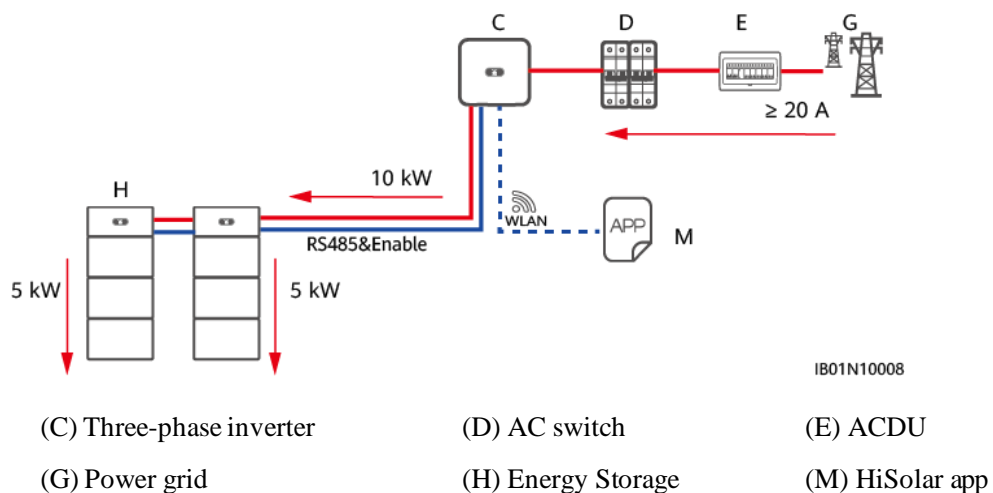 C D E G
≥ 20 A
10 kW
H
WLAN
APP
M
RS485&Enable
5 kW 5 kW
IB01N10008
(C) Three-phase inverter (D) AC switch (E) ACDU
(G) Power grid (H) Energy Storage (M) HiSolar app